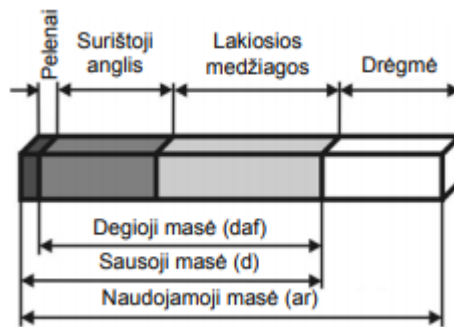 Pelenai
Surištoji
anglis
Lakiosios
medžiagos
Drėgmė
Degioji masė (daf)
Sausoji masė (d)
Naudojamoji masė (ar)